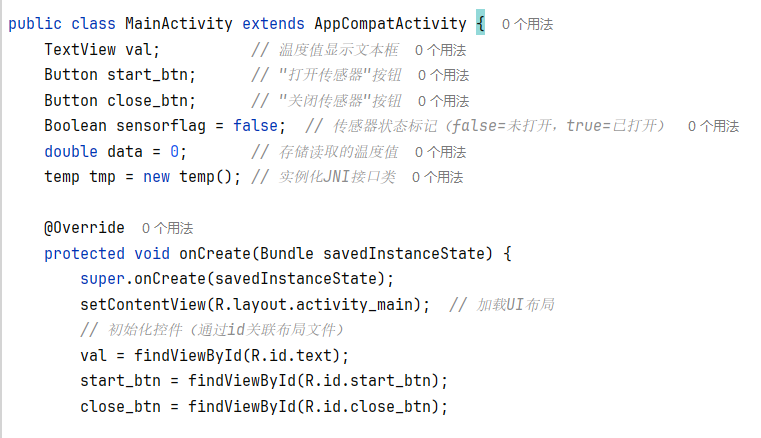 public class MainActivity extends AppCompatActivity { 0 个用法
    TextView val;          // 温度值显示文本框 0 个用法
    Button start_btn;      // "打开传感器"按钮 0 个用法
    Button close_btn;      // "关闭传感器"按钮 0 个用法
    Boolean sensorflag = false;  // 传感器状态标记（false=未打开，true=已打开） 0 个用法
    double data = 0;       // 存储读取的温度值 0 个用法
    temp tmp = new temp(); // 实例化JNI接口类 0 个用法
    @Override 0 个用法
    protected void onCreate(Bundle savedInstanceState) {
        super.onCreate(savedInstanceState);
        setContentView(R.layout.activity_main);  // 加载UI布局
        // 初始化控件（通过id关联布局文件）
        val = findViewById(R.id.text);
        start_btn = findViewById(R.id.start_btn);
        close_btn = findViewById(R.id.close_btn);